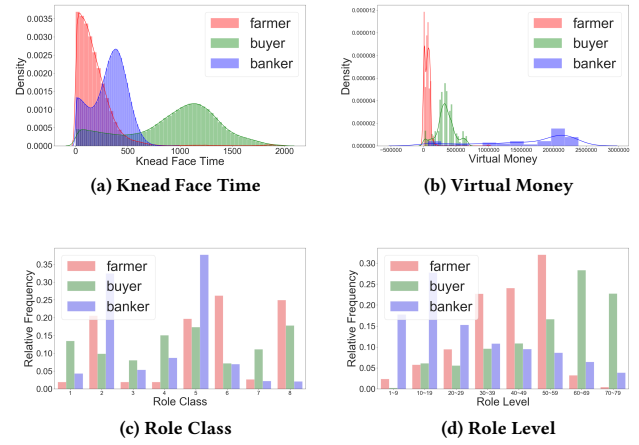 0.0035
0.0030
0.0025
0.0020
0.0015
0.0010
0.0005
0.0000
Density
farmer
buyer
banker
0 500 1000 1500 2000
Knead Face Time
(a) Knead Face Time
0.000012
0.000010
0.000008
0.000006
0.000004
0.000002
0.000000
Density
farmer
buyer
banker
-500000 0 500000 1000000 1500000 2000000 2500000 3000000
Virtual Money
(b) Virtual Money
0.35
0.30
0.25
0.20
0.15
0.10
0.05
0.00
Relative Frequency
farmer
buyer
banker
1 2 3 4 5 6 7 8
Role Class
(c) Role Class
0.30
0.25
0.20
0.15
0.10
0.05
0.00
Relative Frequency
farmer
buyer
banker
1~9 10~19 20~29 30~39 40~49 50~59 60~69 70~79
Role Level
(d) Role Level